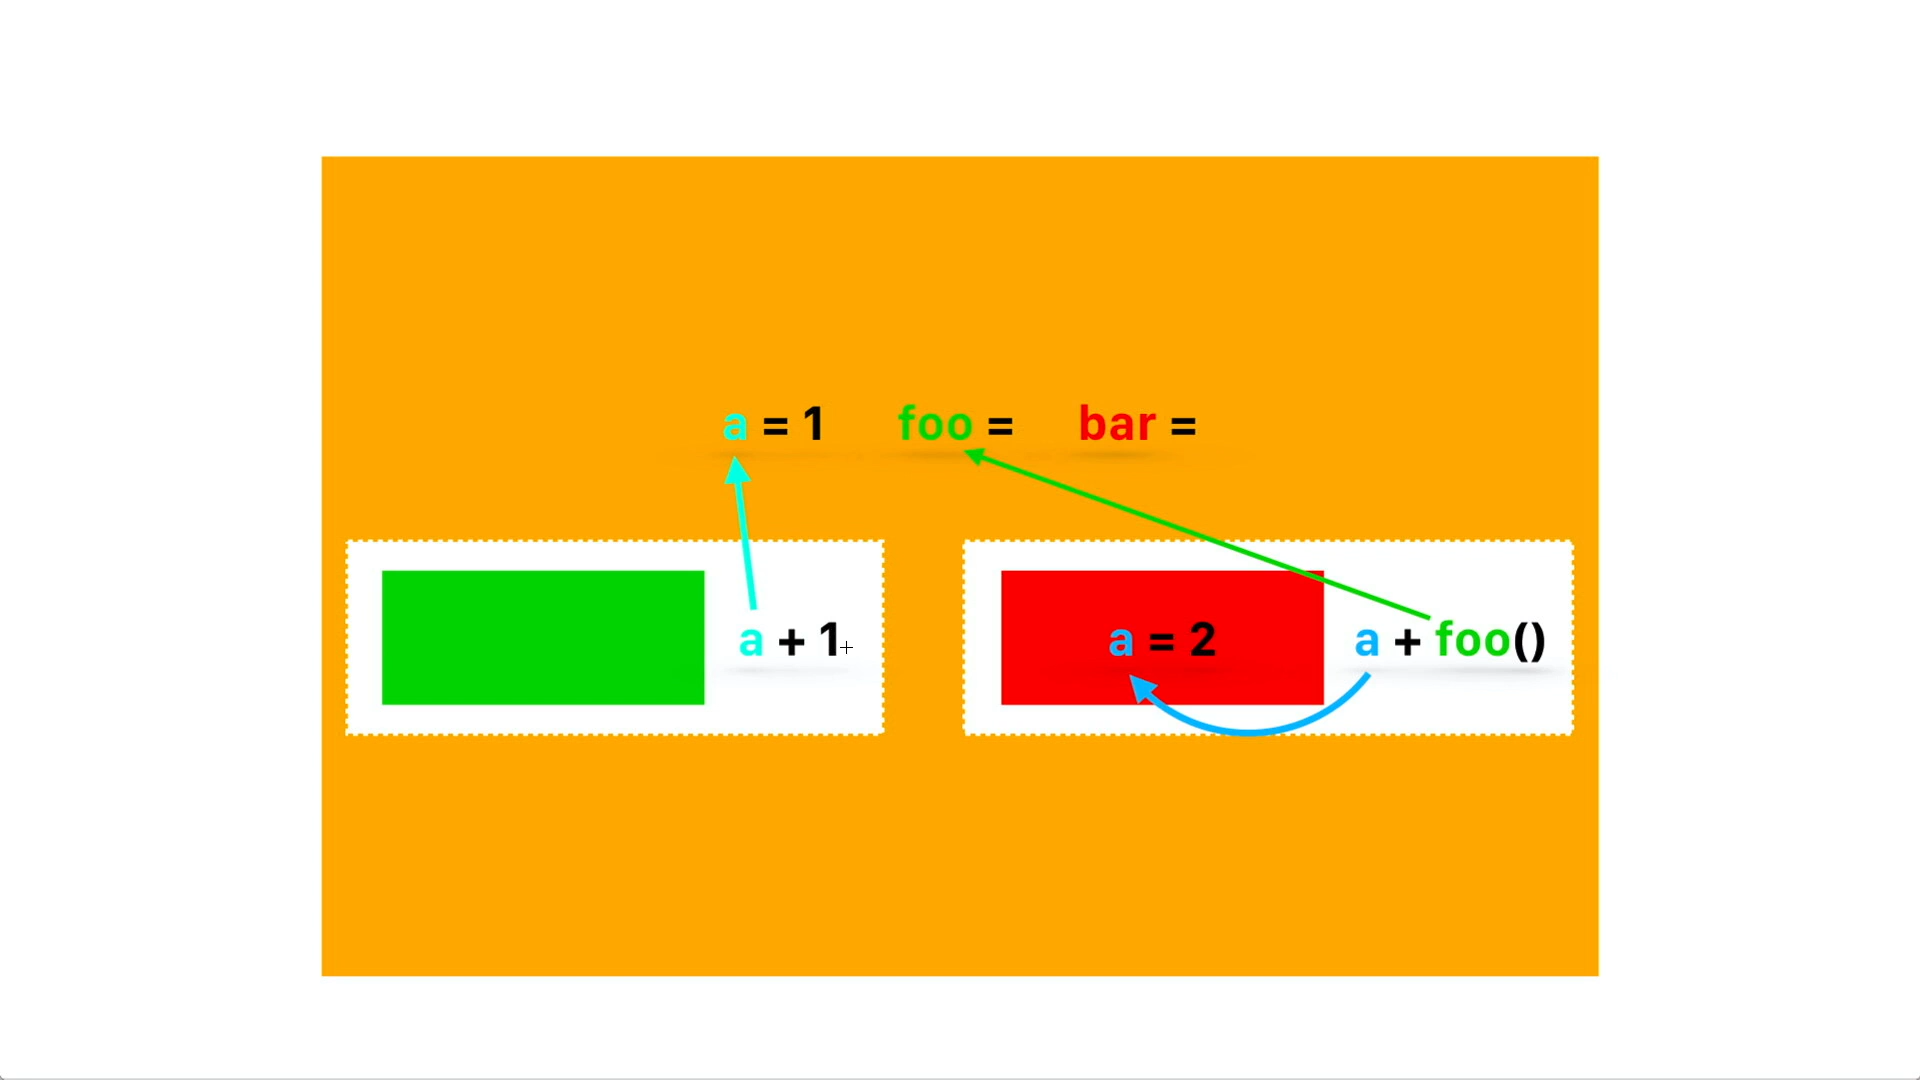 a = 1 foo = bar =
a + 1 a = 2 a + foo()